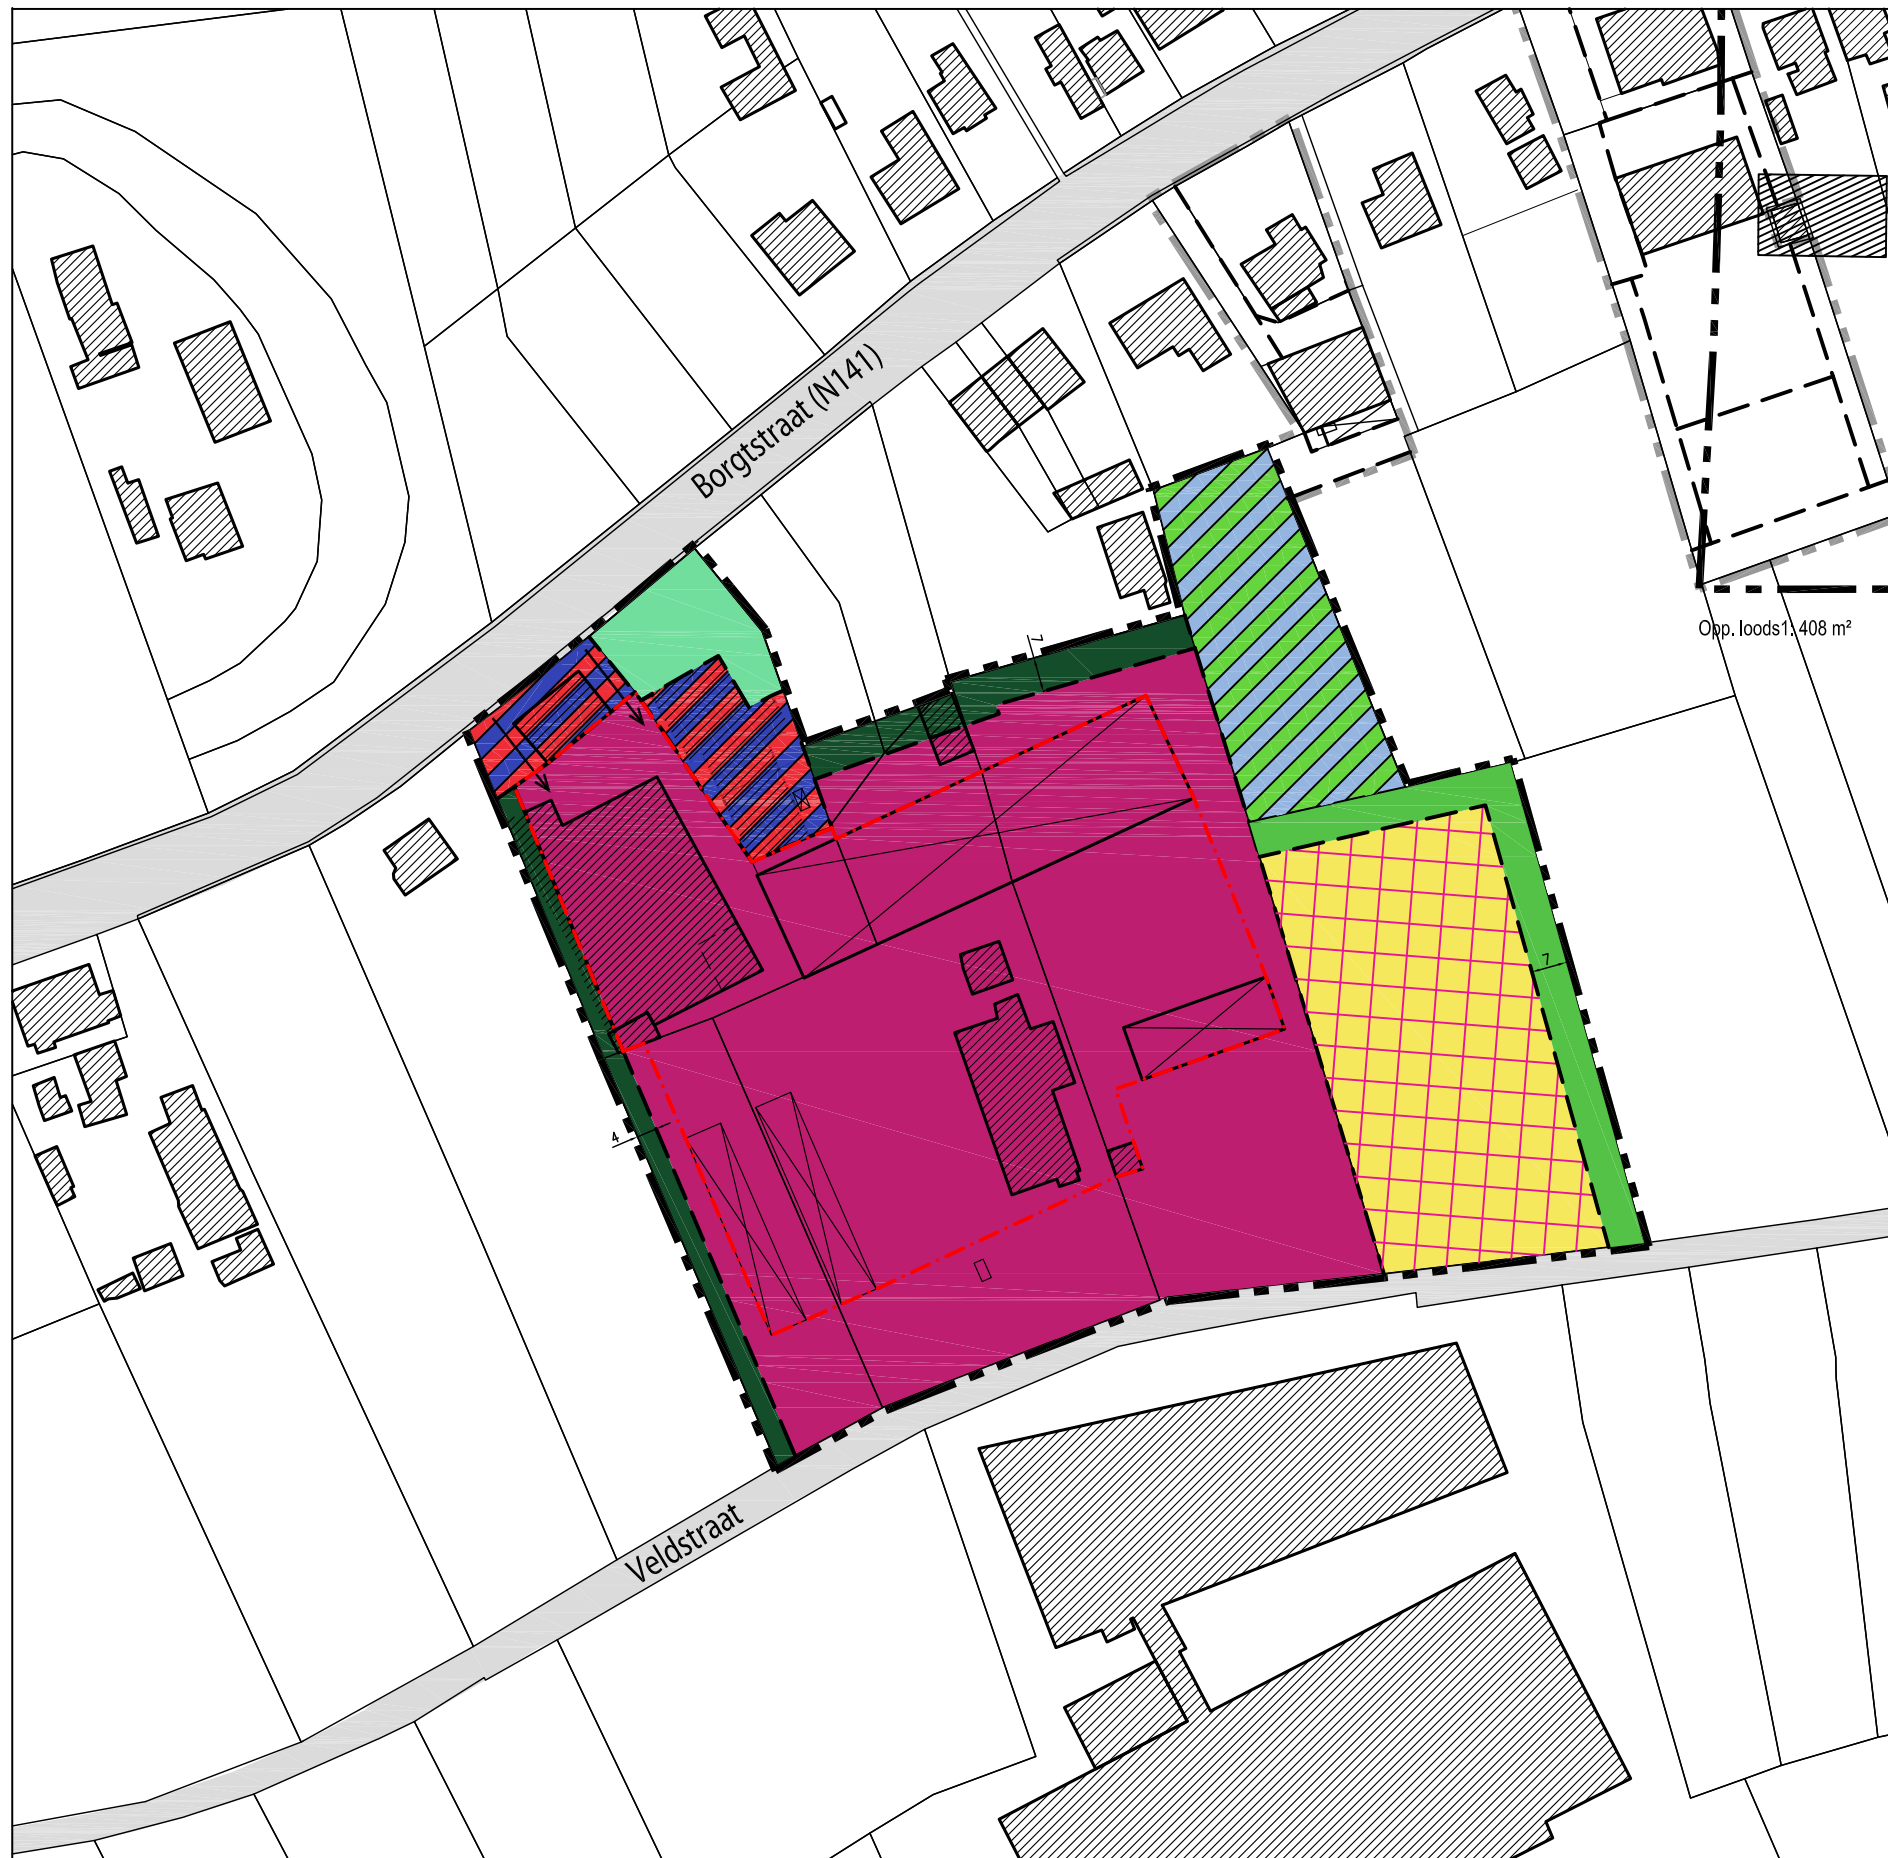 Borgtstraat (N141)
Opp. loods1: 408 m²
7
7
4
Veldstraat